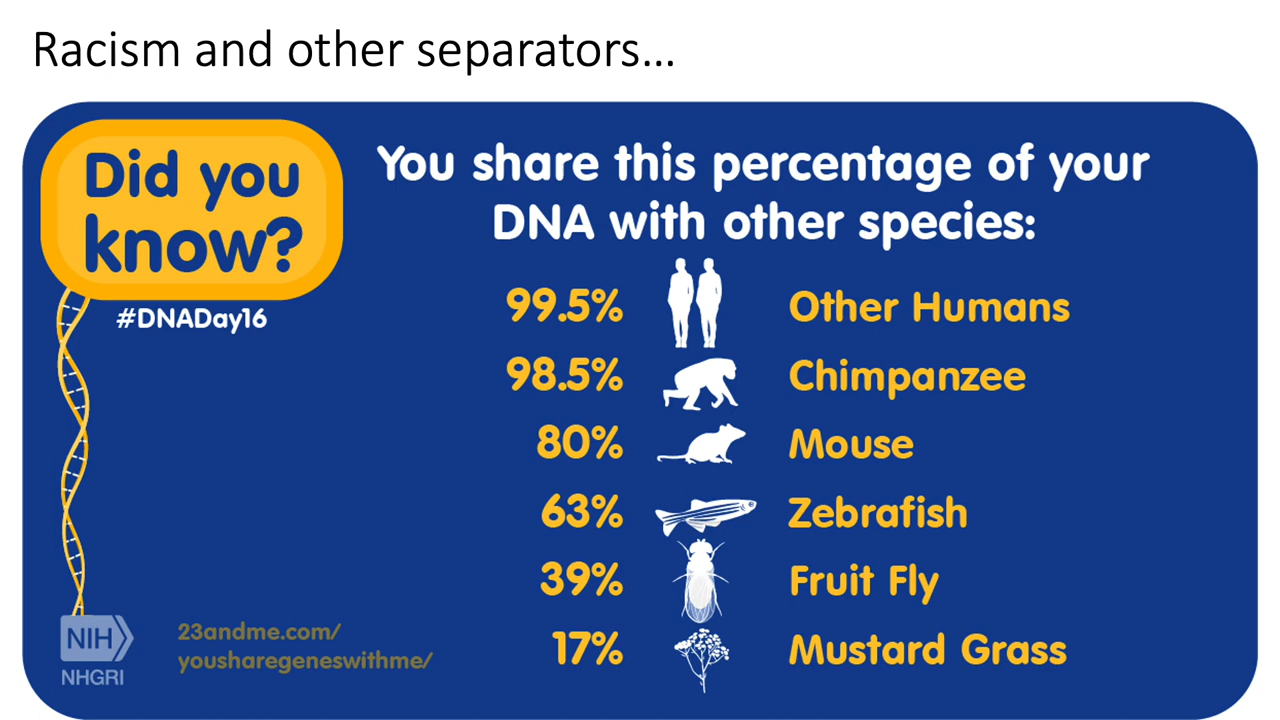 Racism and other separators...
Did you
know?
#DNADay16
You share this percentage of your
DNA with other species:
99.5% Other Humans
98.5% Chimpanzee
80% Mouse
63% Zebrafish
39% Fruit Fly
17% Mustard Grass
NIH
NHGRI
23andme.com/
yousharegeneswithme/